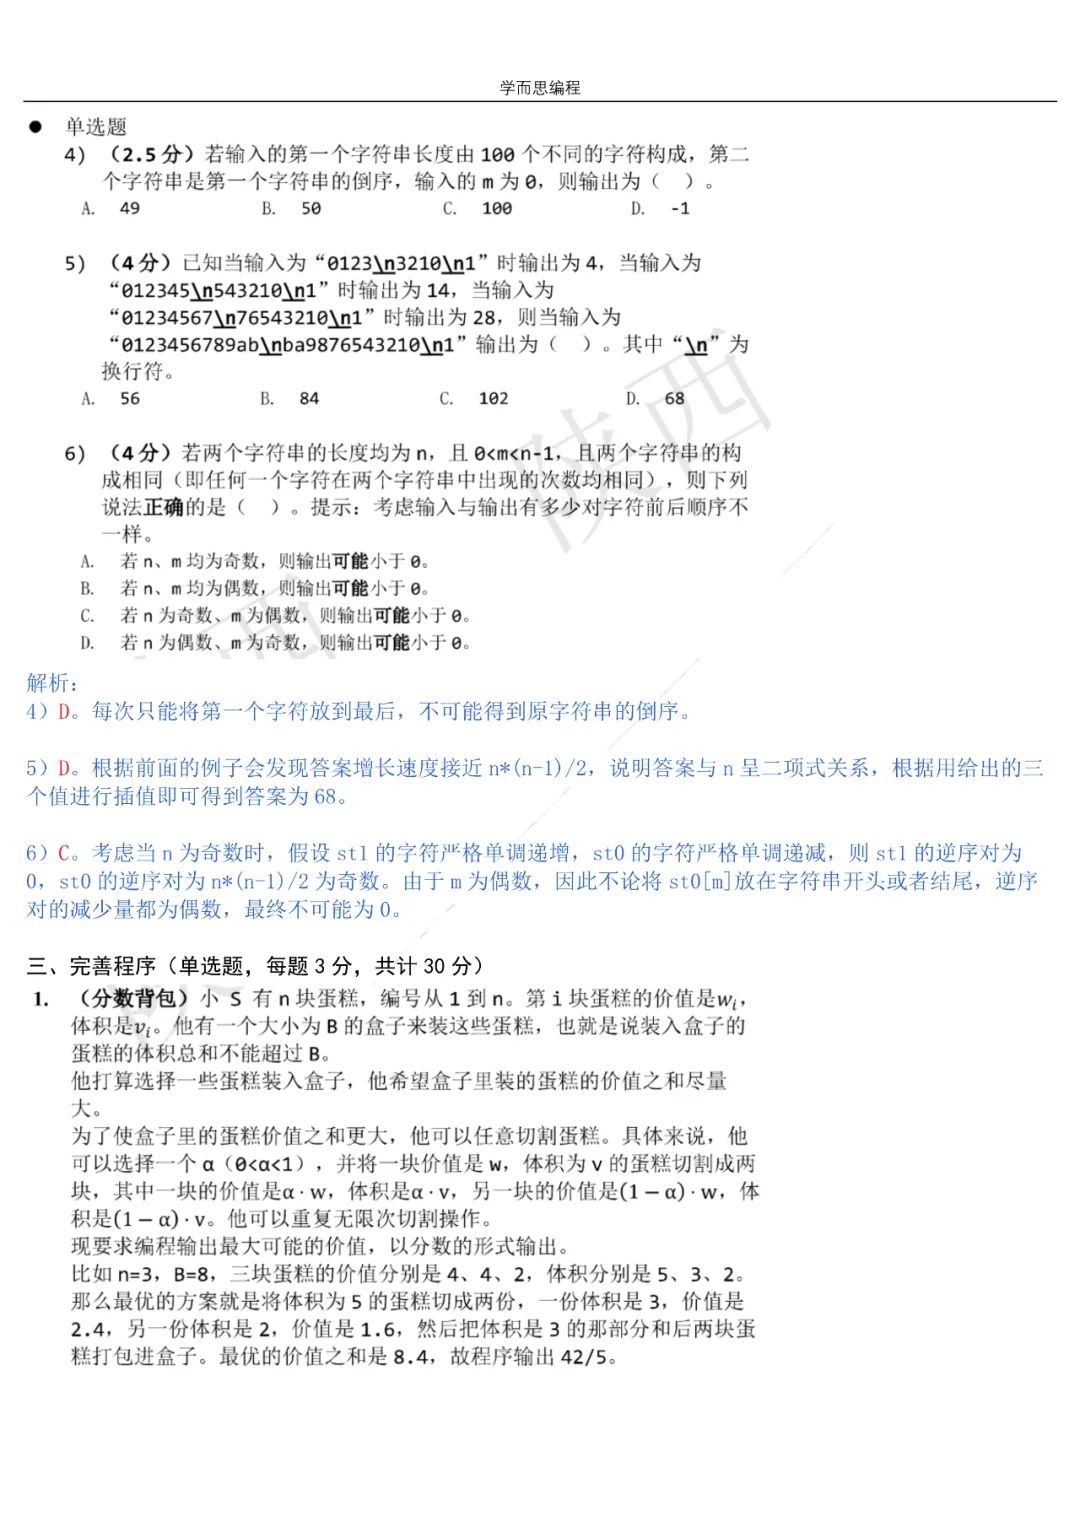 学而思编程
● 单选题
4) （2.5分）若输入的第一个字符串长度由 100 个不同的字符构成，第二
个字符串是第一个字符串的倒序，输入的 m 为 0，则输出为（ ）。
A. 49 B. 50 C. 100 D. -1
5) （4分）已知当输入为“0123\n3210\n1”时输出为 4，当输入为
“012345\n543210\n1”时输出为 14，当输入为
“01234567\n76543210\n1”时输出为 28，则当输入为
“0123456789ab\nba9876543210\n1”输出为（ ）。其中“\n”为
换行符。
A. 56 B. 84 C. 102 D. 68
6) （4分）若两个字符串的长度均为 n，且 0<m<n-1，且两个字符串的构
成相同（即任何一个字符在两个字符串中出现的次数均相同），则下列
说法正确的是（ ）。提示：考虑输入与输出有多少对字符前后顺序不
一样。
A. 若 n、m 均为奇数，则输出可能小于 0。
B. 若 n、m 均为偶数，则输出可能小于 0。
C. 若 n 为奇数、m 为偶数，则输出可能小于 0。
D. 若 n 为偶数、m 为奇数，则输出可能小于 0。
解析：
4）D。每次只能将第一个字符放到最后，不可能得到原字符串的倒序。
5）D。根据前面的例子会发现答案增长速度接近 n*(n-1)/2，说明答案与 n 呈二项式关系，根据用给出的三
个值进行插值即可得到答案为 68。
6）C。考虑当 n 为奇数时，假设 st1 的字符严格单调递增，st0 的字符严格单调递减，则 st1 的逆序对为
0，st0 的逆序对为 n*(n-1)/2 为奇数。由于 m 为偶数，因此不论将 st0[m]放在字符串开头或者结尾，逆序
对的减少量都为偶数，最终不可能为 0。
三、完善程序（单选题，每题 3 分，共计 30 分）
1. （分数背包）小 S 有 n 块蛋糕，编号从 1 到 n。第 i 块蛋糕的价值是wᵢ，
体积是vᵢ。他有一个大小为 B 的盒子来装这些蛋糕，也就是说装入盒子的
蛋糕的体积总和不能超过 B。
他打算选择一些蛋糕装入盒子，他希望盒子里装的蛋糕的价值之和尽量
大。
为了使盒子里的蛋糕价值之和更大，他可以任意切割蛋糕。具体来说，他
可以选择一个 α（0<α<1），并将一块价值是 w，体积为 v 的蛋糕切割成两
块，其中一块的价值是α·w，体积是α·v，另一块的价值是(1－α)·w，体
积是(1－α)·v。他可以重复无限次切割操作。
现要求编程输出最大可能的价值，以分数的形式输出。
比如 n=3，B=8，三块蛋糕的价值分别是 4、4、2，体积分别是 5、3、2。
那么最优的方案就是将体积为 5 的蛋糕切成两份，一份体积是 3，价值是
2.4，另一份体积是 2，价值是 1.6，然后把体积是 3 的那部分和后两块蛋
糕打包进盒子。最优的价值之和是 8.4，故程序输出 42/5。
陕西